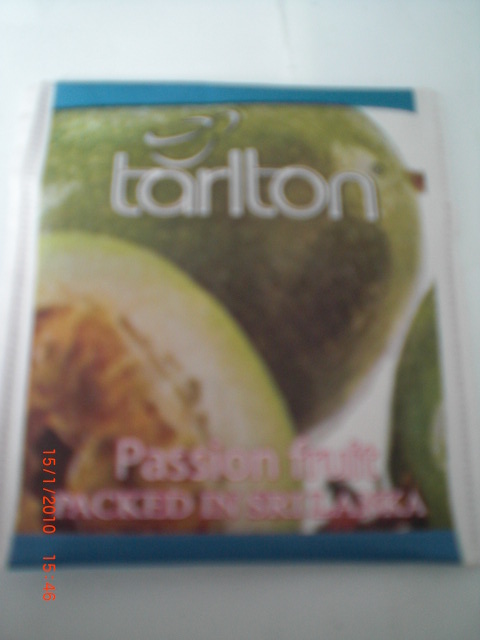 tarlton
Passion fruit
PACKED IN SRI LANKA
15/1/2010 15:46